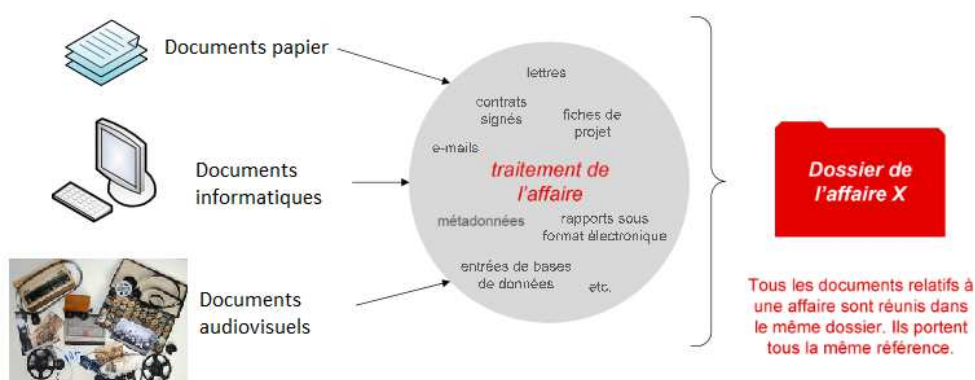 Documents papier
Documents
informatiques
Documents
audiovisuels
lettres
contrats
signés
fiches de
projet
e-mails
traitement de
l'affaire
métadonnées
rapports sous
format électronique
entrées de bases
de données
etc.
Dossier de
l'affaire X
Tous les documents relatifs à
une affaire sont réunis dans
le même dossier. Ils portent
tous la même référence.